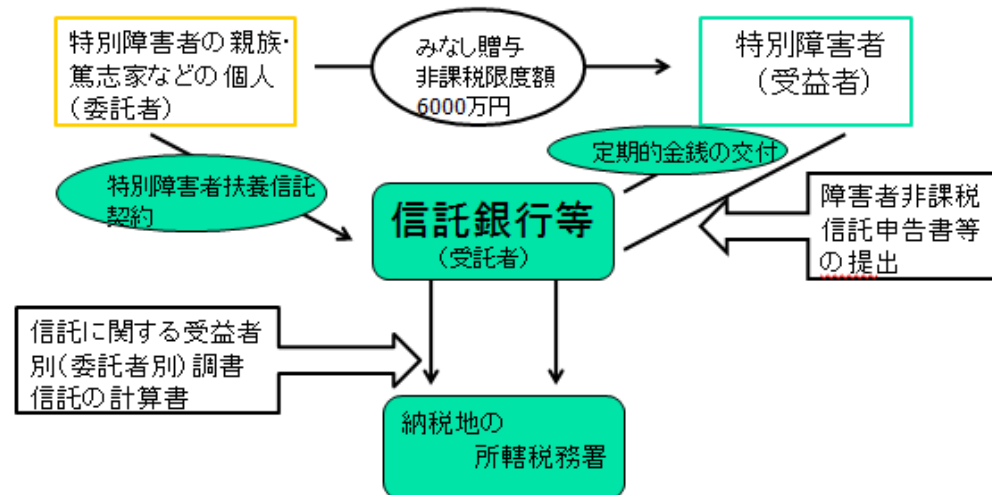 特別障害者の親族・
篤志家などの個人
(委託者)
みなし贈与
非課税限度額
6000万円
特別障害者
(受益者)
定期的金銭の交付
特別障害者扶養信託
契約
信託銀行等
(受託者)
障害者非課税
信託申告書等
の提出
信託に関する受益者
別(委託者別)調書
信託の計算書
納税地の
所轄税務署